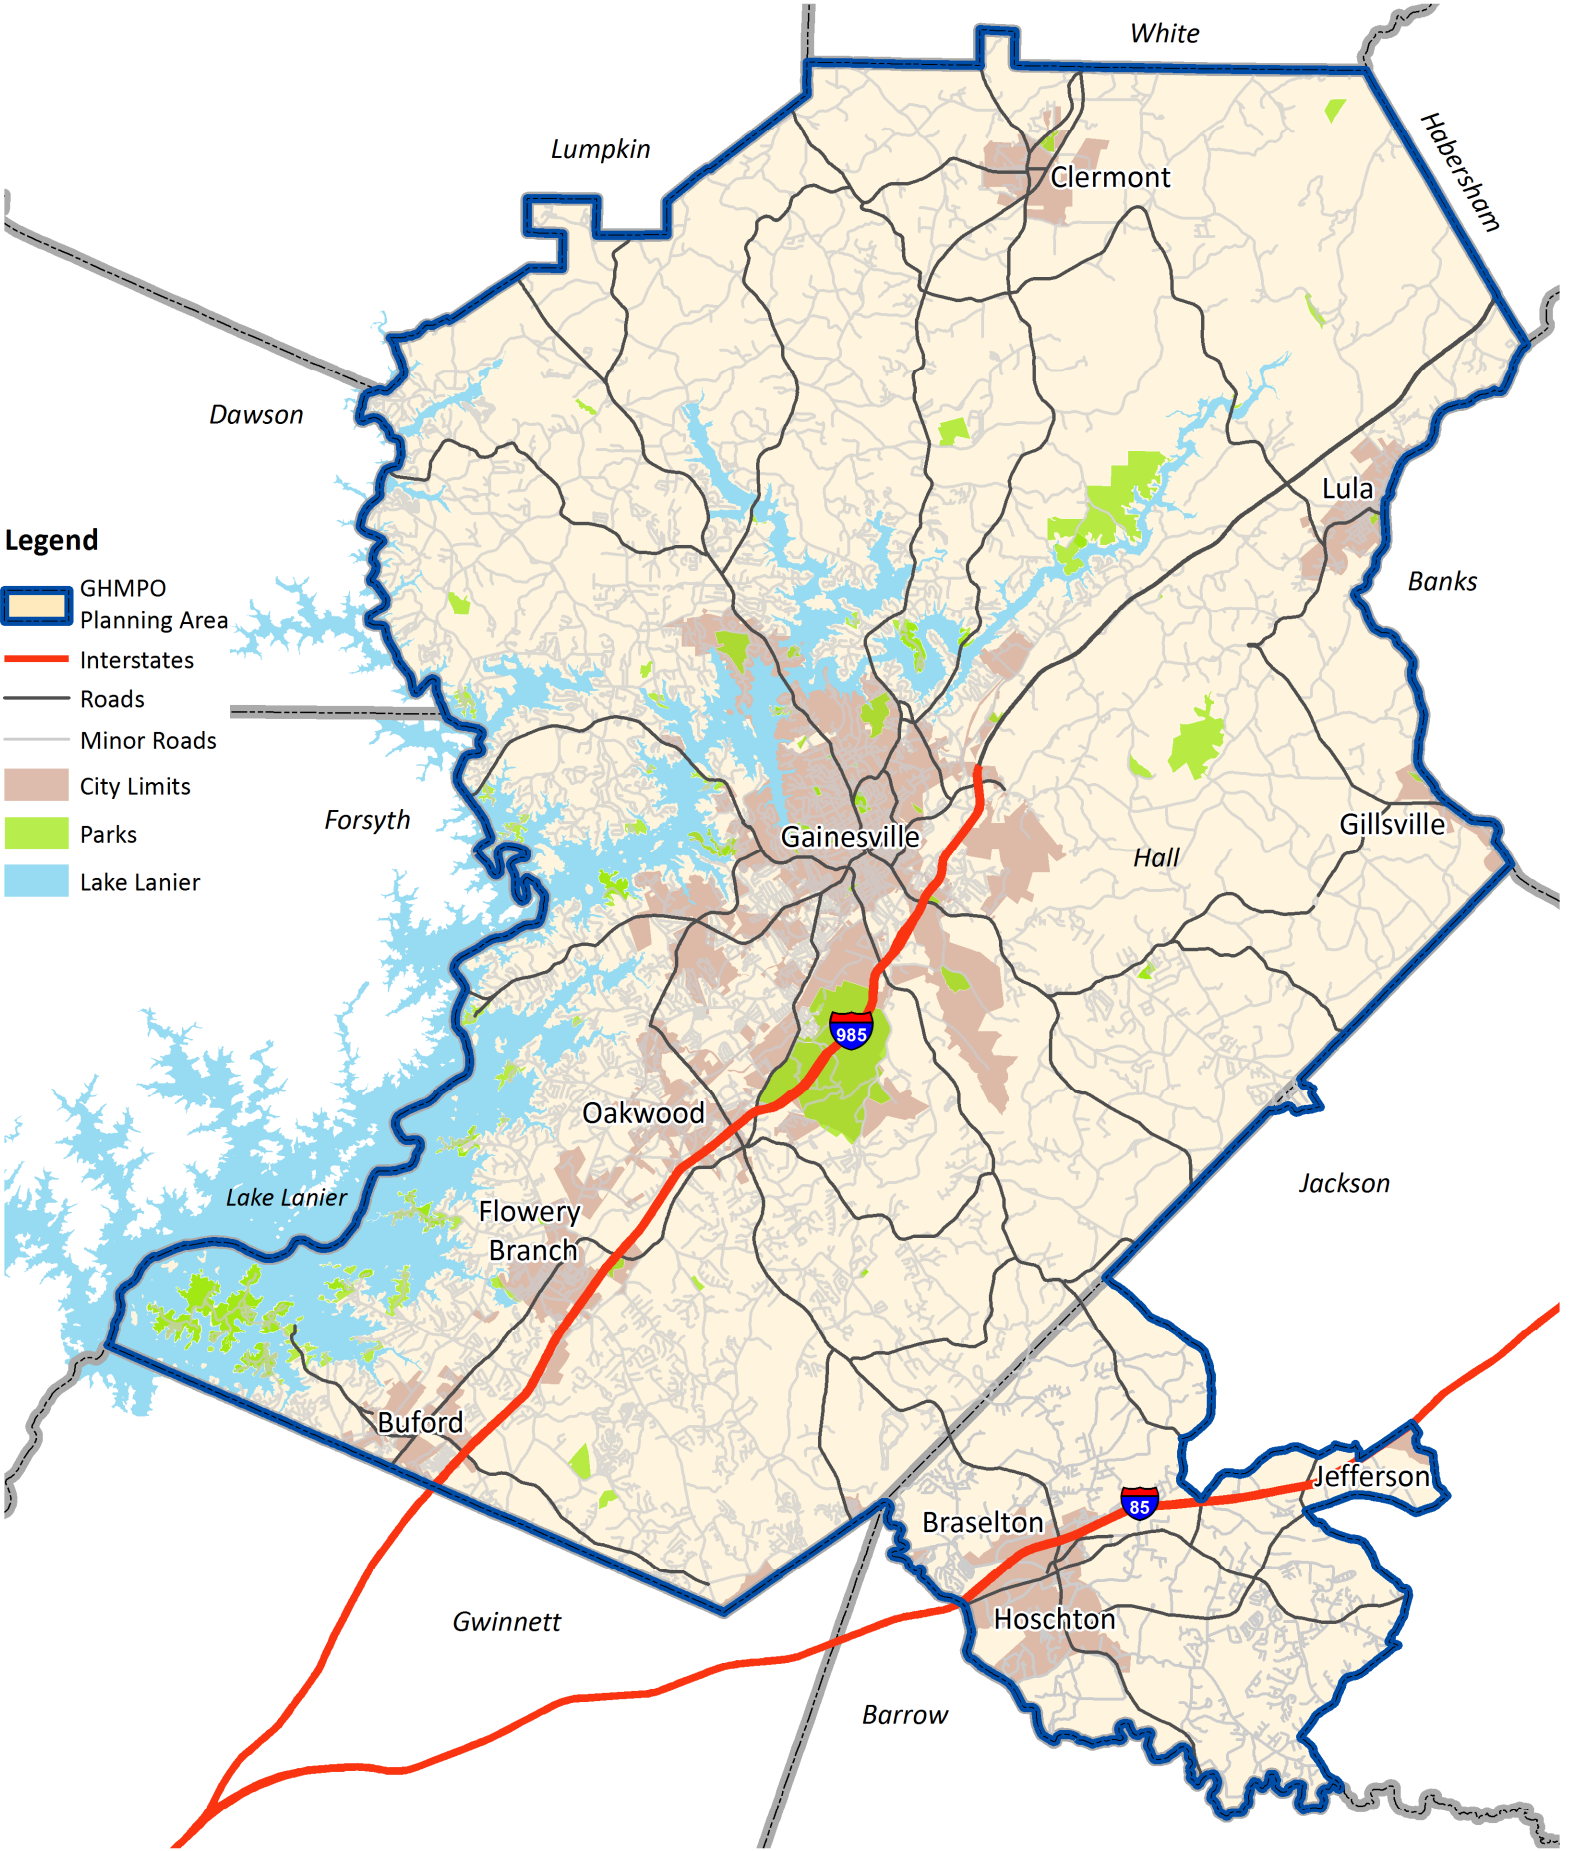 White
Lumpkin
Habersham
Clermont
Dawson
Lula
Legend
GHMPO
Planning Area
Interstates
Roads
Minor Roads
City Limits
Parks
Lake Lanier
Banks
Forsyth
Gainesville
Gillsville
Hall
985
Oakwood
Jackson
Lake Lanier
Flowery
Branch
Buford
Jefferson
85
Braselton
Hoschton
Gwinnett
Barrow